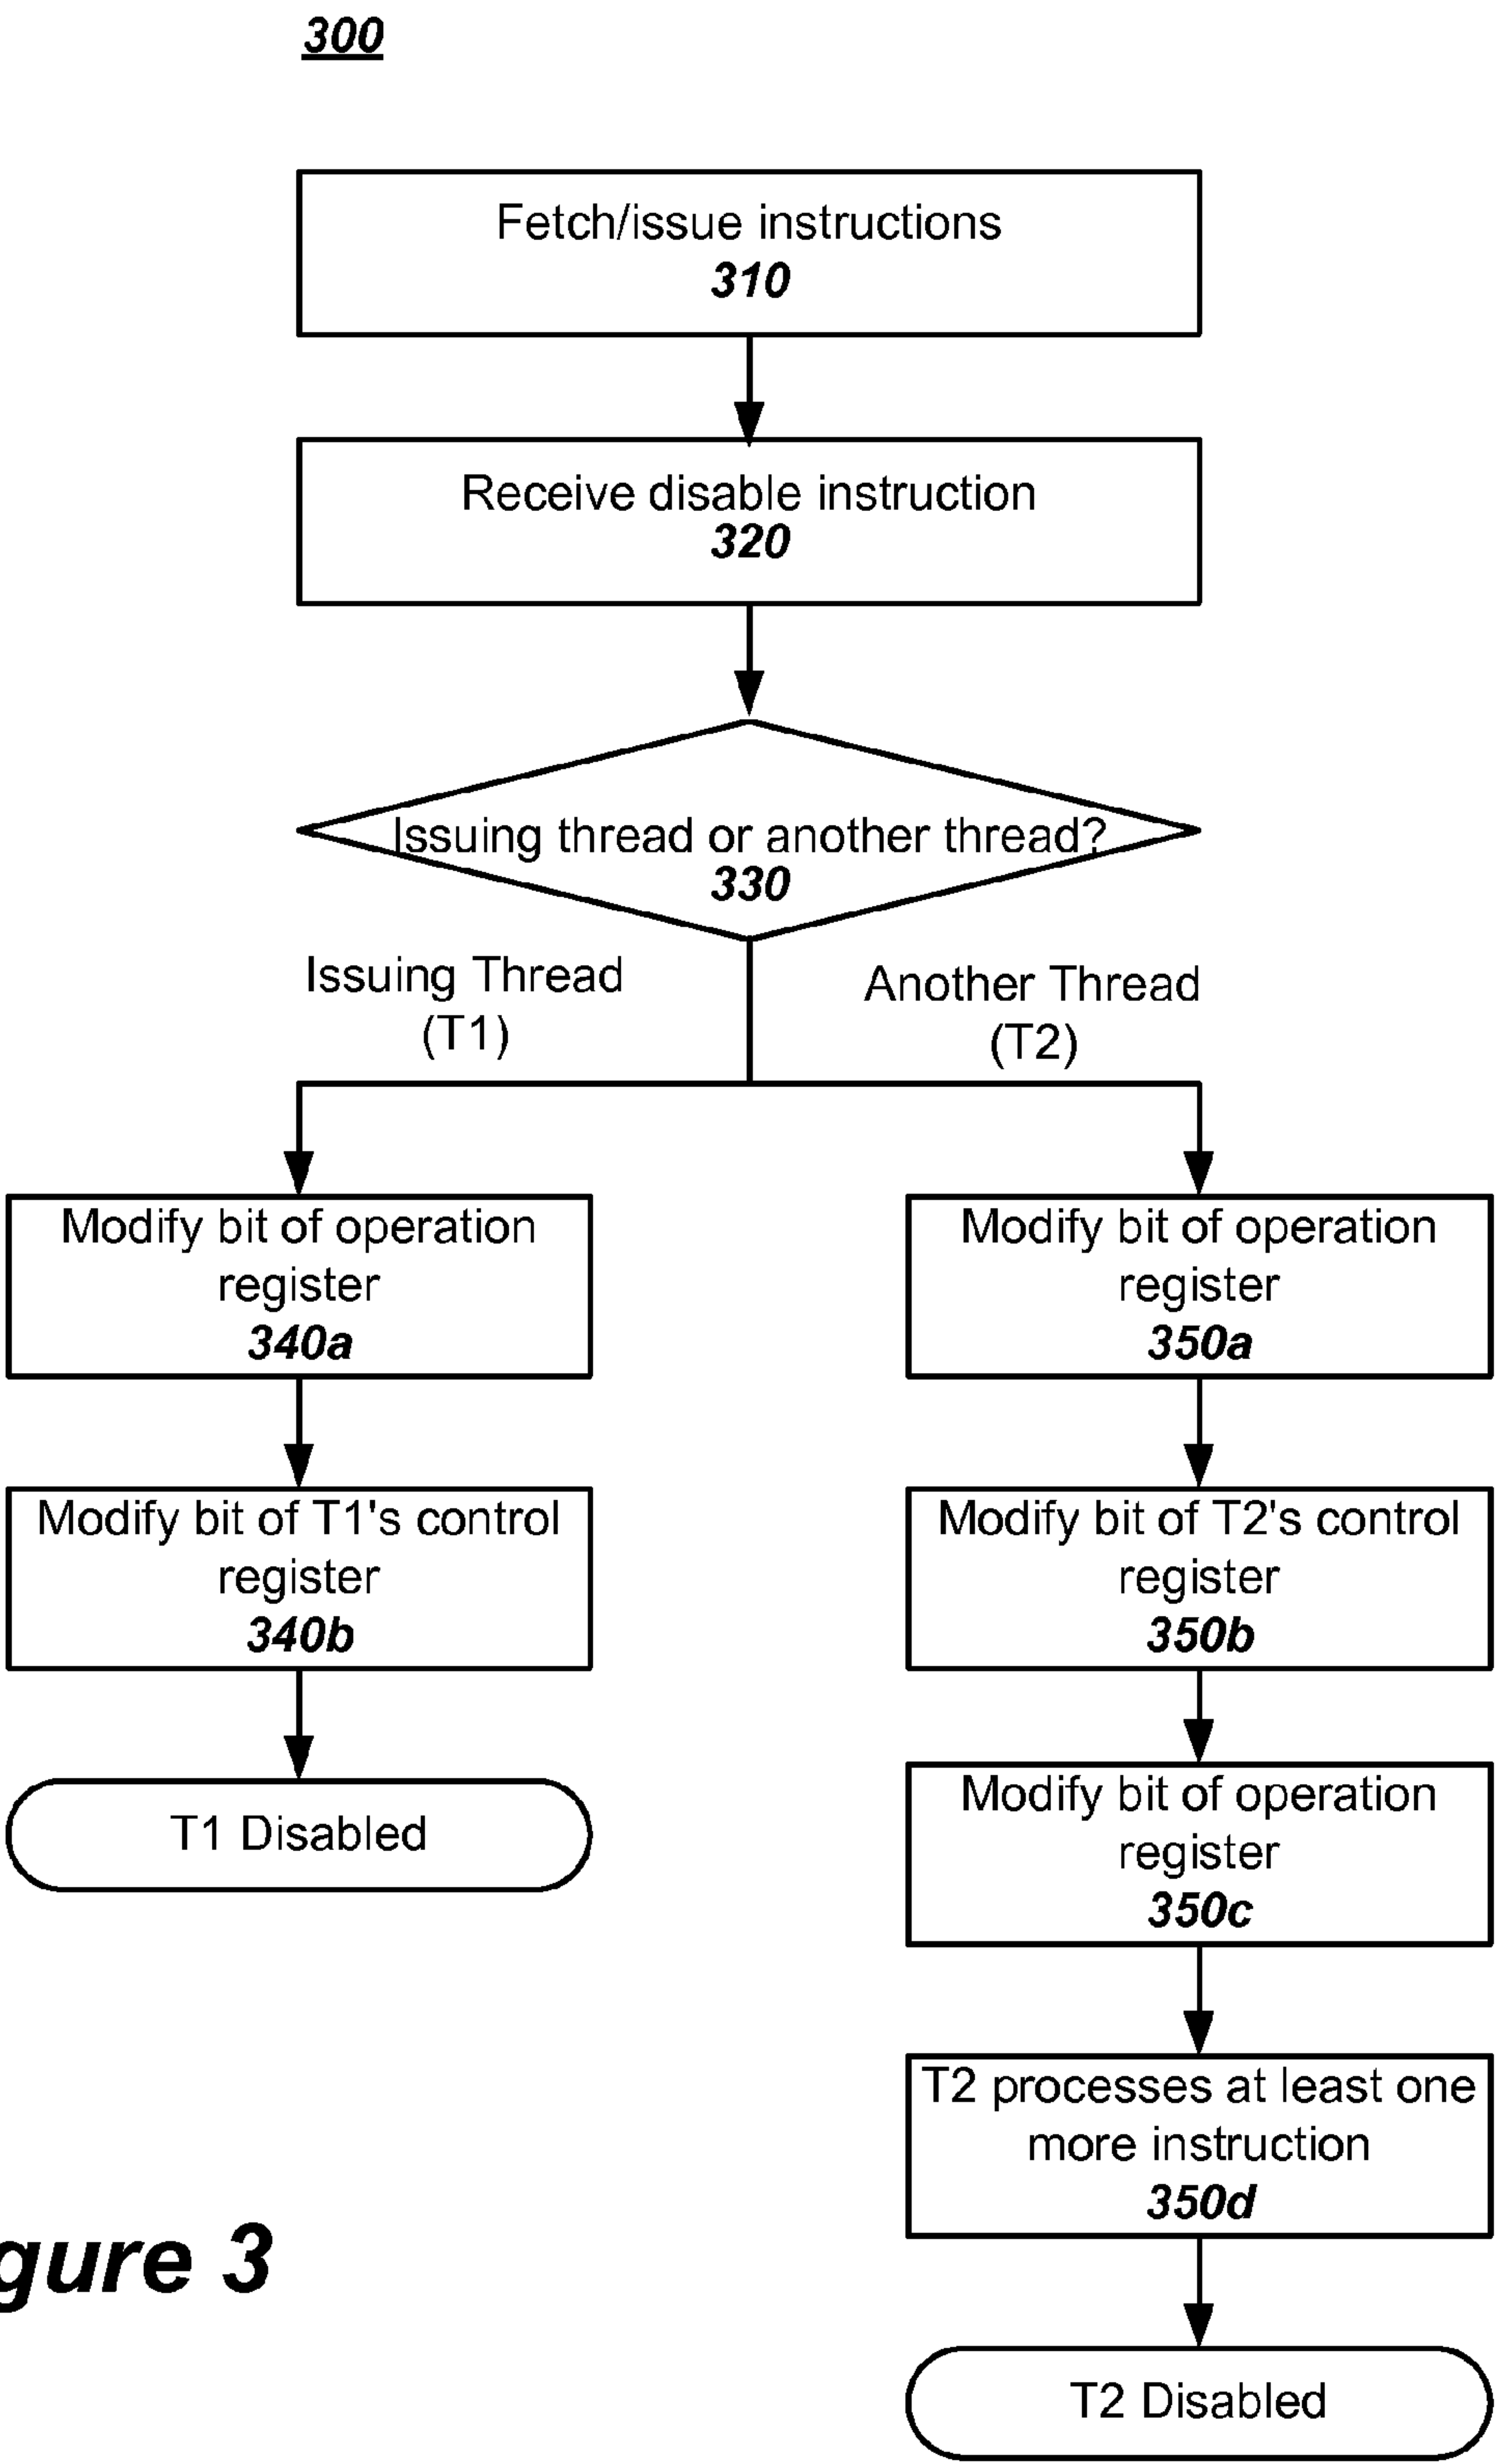 300
Fetch/issue instructions
310
Receive disable instruction
320
Issuing thread or another thread?
330
Issuing Thread
(T1)
Another Thread
(T2)
Modify bit of operation
register
340a
Modify bit of T1's control
register
340b
T1 Disabled
Modify bit of operation
register
350a
Modify bit of T2's control
register
350b
Modify bit of operation
register
350c
T2 processes at least one
more instruction
350d
T2 Disabled
gure 3